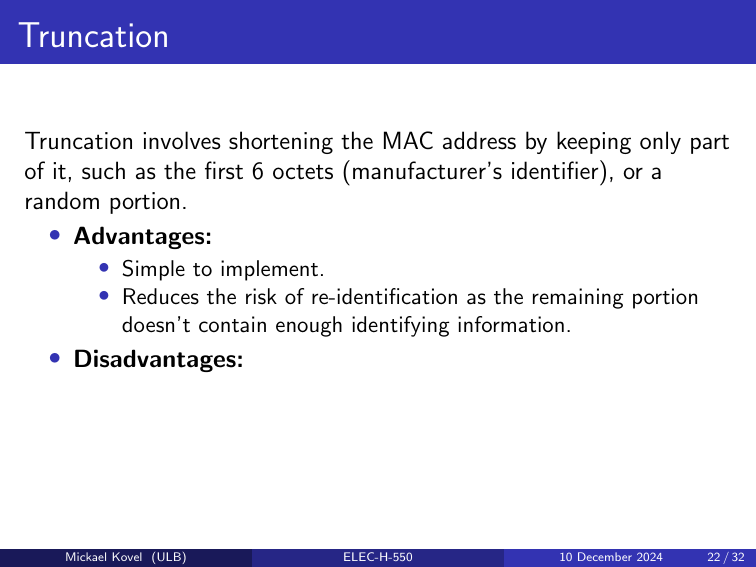 Truncation
Truncation involves shortening the MAC address by keeping only part
of it, such as the first 6 octets (manufacturer's identifier), or a
random portion.
• Advantages:
• Simple to implement.
• Reduces the risk of re-identification as the remaining portion
doesn't contain enough identifying information.
• Disadvantages:
Mickael Kovel (ULB) ELEC-H-550 10 December 2024 22 / 32